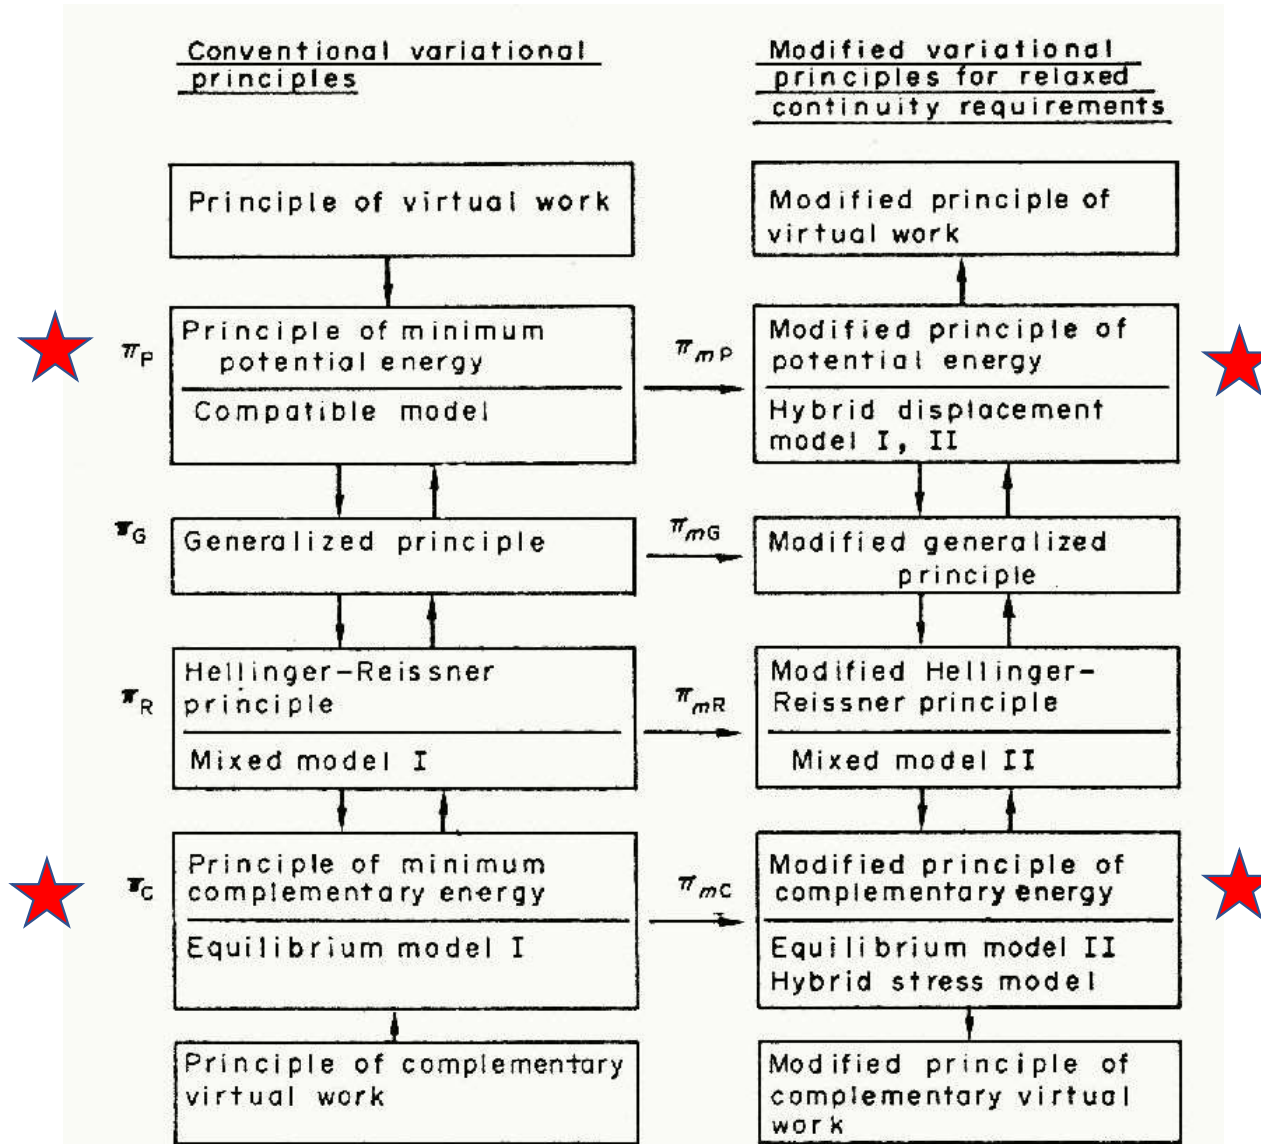 Conventional variational
principles
Modified variational
principles for relaxed
continuity requirements
Principle of virtual work
Modified principle of
virtual work
π_P
Principle of minimum
potential energy
Compatible model
π_mP
Modified principle of
potential energy
Hybrid displacement
model I, II
π_G
Generalized principle
π_mG
Modified generalized
principle
π_R
Hellinger-Reissner
principle
Mixed model I
π_mR
Modified Hellinger-
Reissner principle
Mixed model II
π_C
Principle of minimum
complementary energy
Equilibrium model I
π_mC
Modified principle of
complementary energy
Equilibrium model II
Hybrid stress model
Principle of complementary
virtual work
Modified principle of
complementary virtual
work